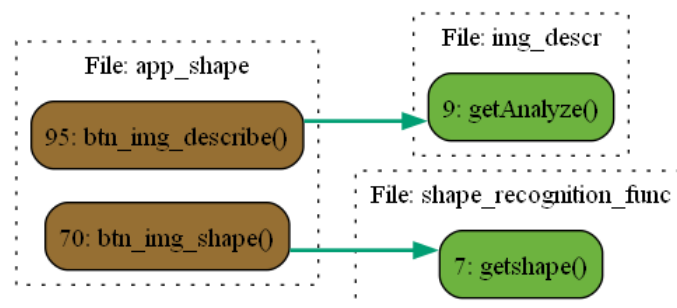 File: app_shape
95: btn_img_describe()
70: btn_img_shape()
File: img_descr
9: getAnalyze()
File: shape_recognition_func
7: getshape()